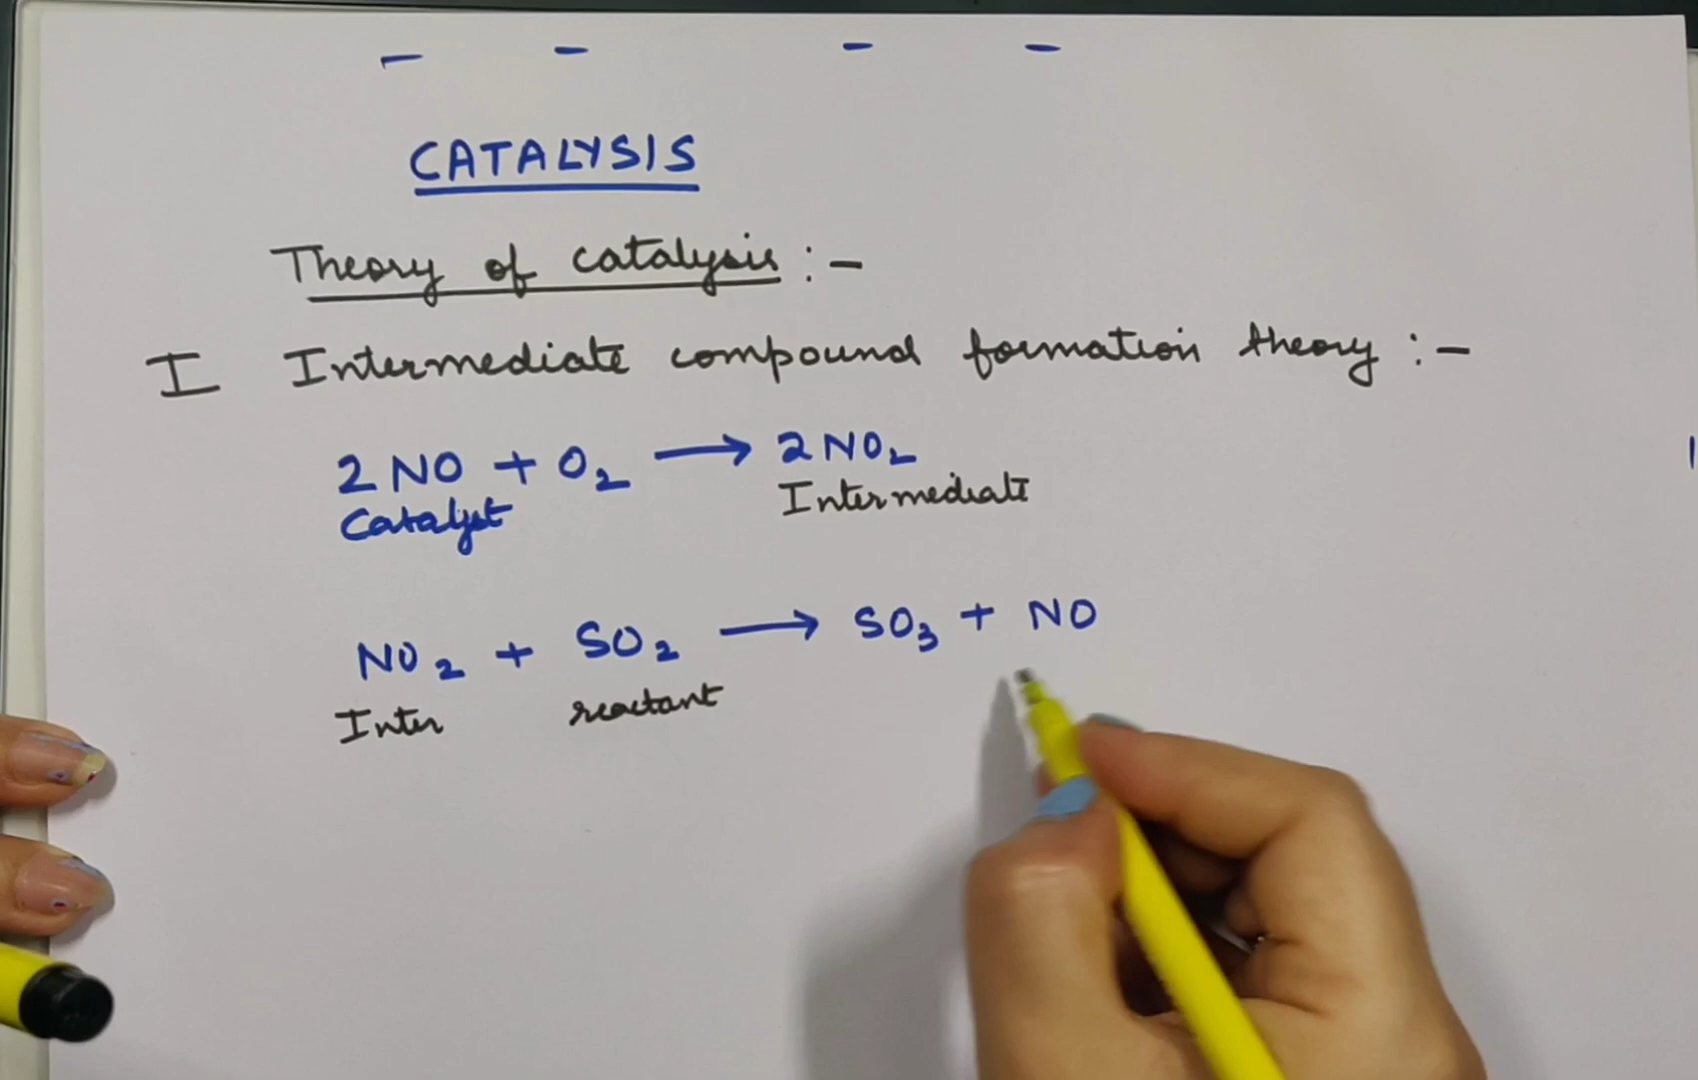 CATALYSIS
Theory of catalysis :-
I Intermediate compound formation theory :-
2NO + O₂ ⟶ 2NO₂
Catalyst Intermediate
NO₂ + SO₂ ⟶ SO₃ + NO
Inter reactant